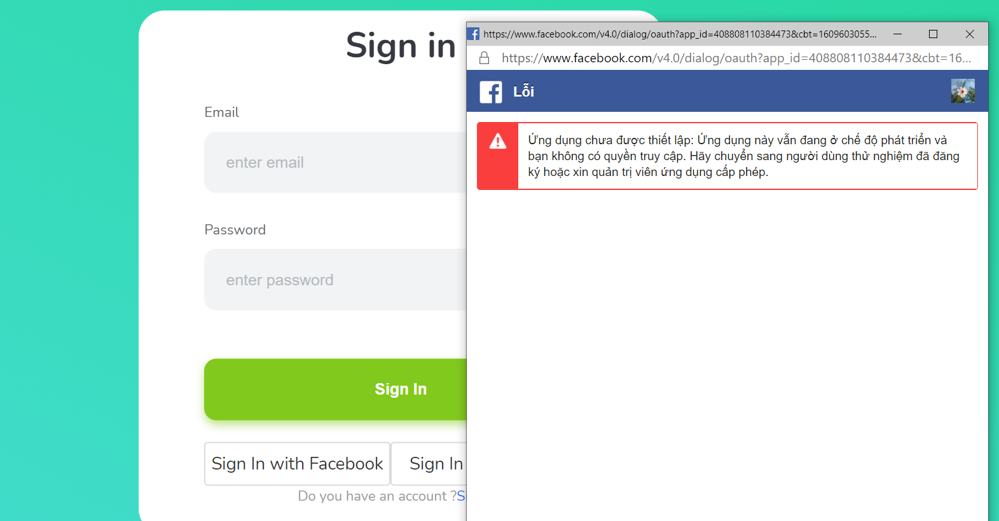 Sign in
Email
enter email
Password
enter password
Sign In
Sign In with Facebook
Sign In
Do you have an account ?S
https://www.facebook.com/v4.0/dialog/oauth?app_id=408808110384473&cbt=1609603055...
https://www.facebook.com/v4.0/dialog/oauth?app_id=408808110384473&cbt=16...
Lỗi
Ứng dụng chưa được thiết lập: Ứng dụng này vẫn đang ở chế độ phát triển và
bạn không có quyền truy cập. Hãy chuyển sang người dùng thử nghiệm đã đăng
ký hoặc xin quản trị viên ứng dụng cấp phép.